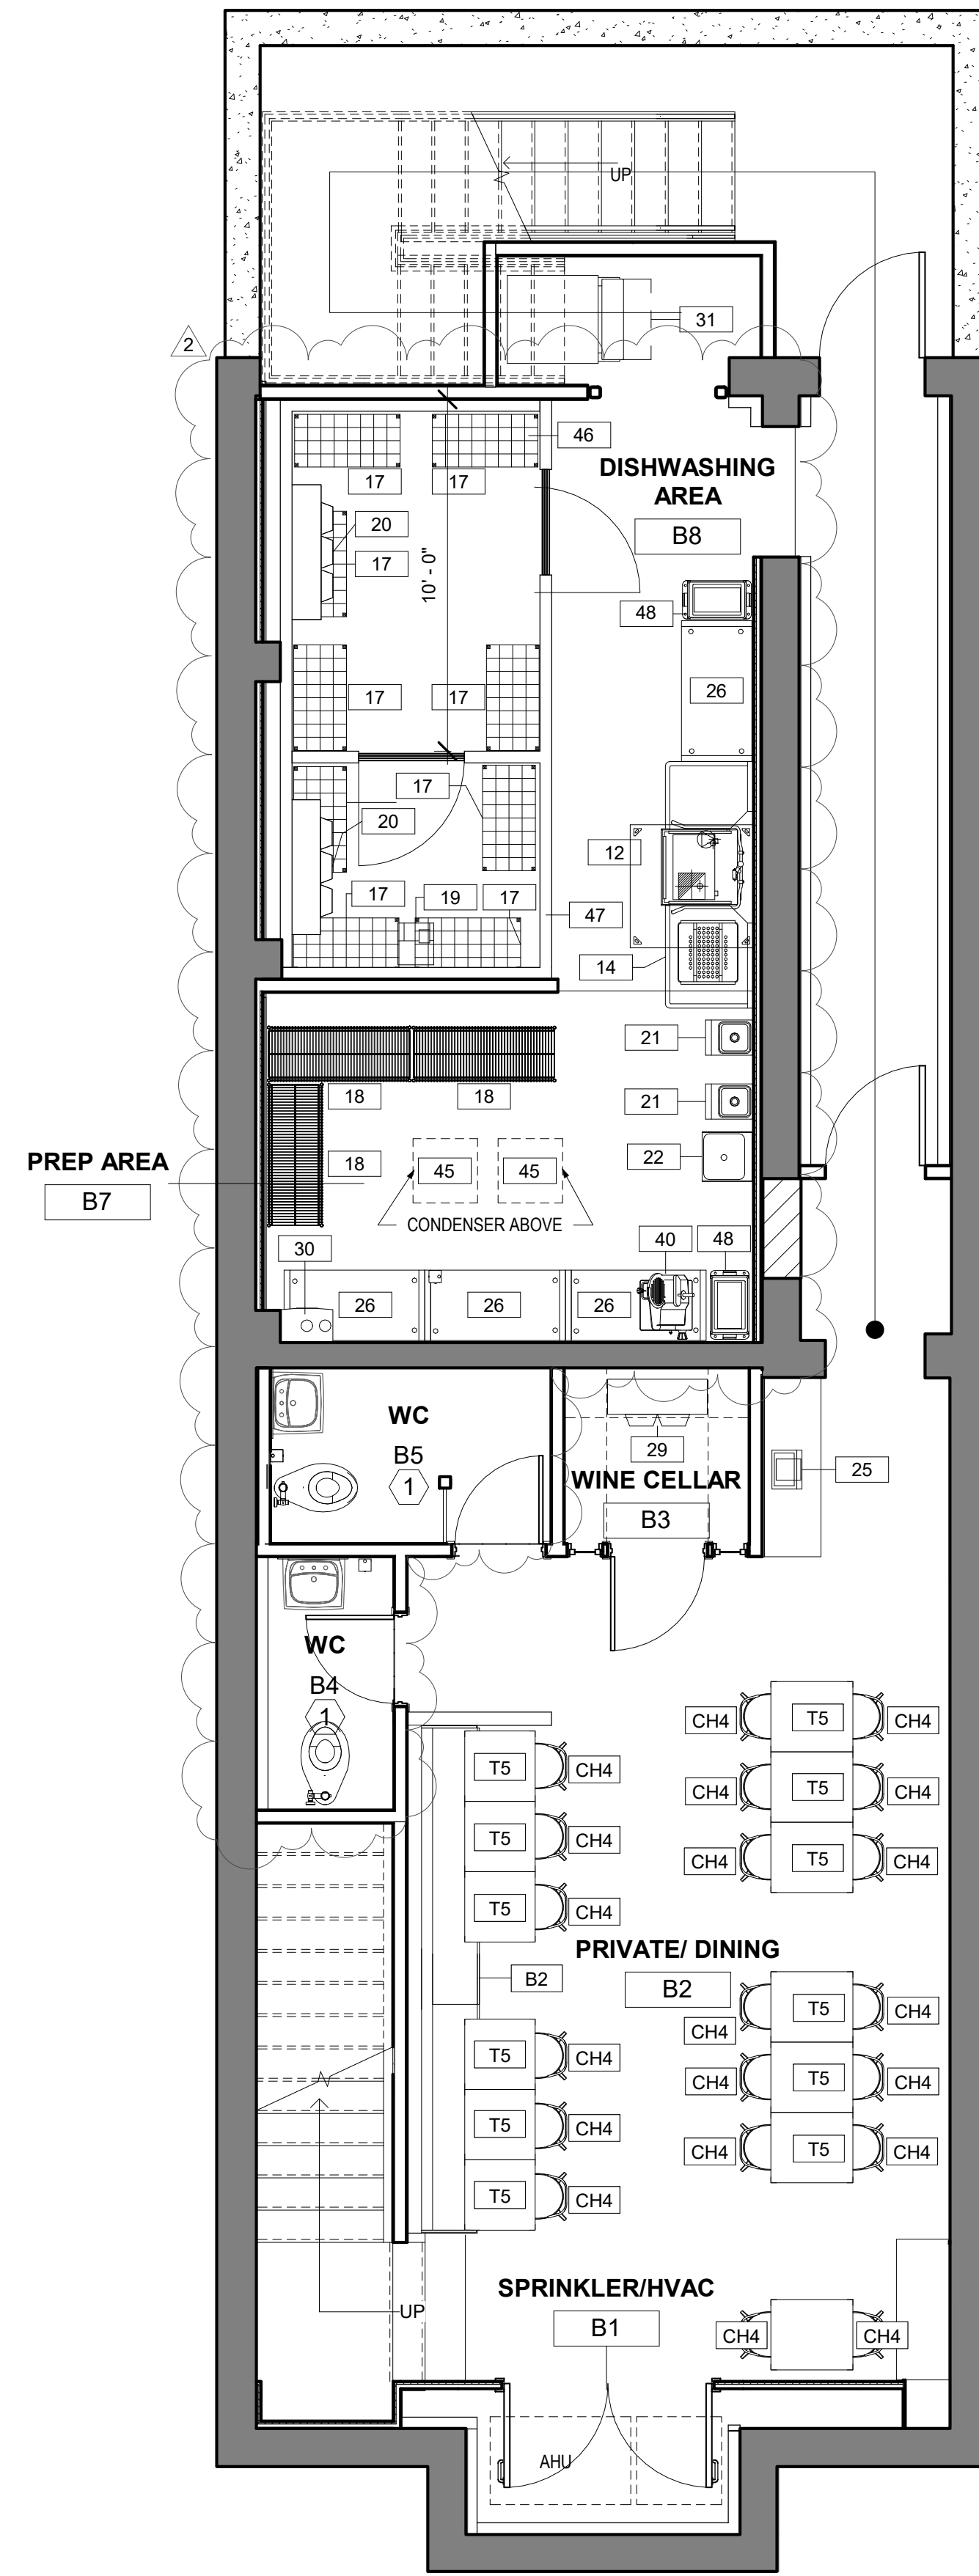 UP
31
2
46
17
17
DISHWASHING
AREA
B8
20
17
10' - 0"
48
26
17
17
17
20
12
17
19
17
47
14
21
18
18
21
PREP AREA
B7
18
45
45
22
CONDENSER ABOVE
30
40
48
26
26
26
WC
B5
1
29
WINE CELLAR
B3
25
WC
B4
1
CH4
T5
CH4
T5
CH4
CH4
T5
CH4
T5
CH4
CH4
T5
CH4
T5
CH4
PRIVATE/ DINING
B2
B2
CH4
T5
CH4
T5
CH4
CH4
T5
CH4
T5
CH4
CH4
T5
CH4
T5
CH4
SPRINKLER/HVAC
B1
UP
CH4
CH4
AHU